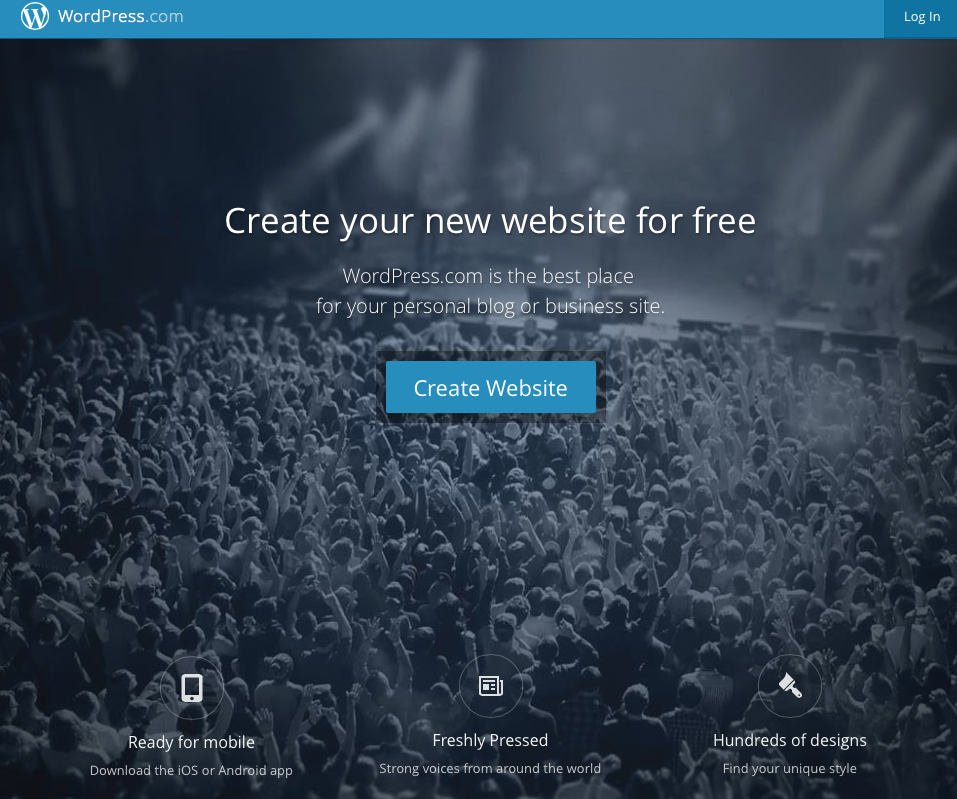 WordPress.com
Log In
Create your new website for free
WordPress.com is the best place
for your personal blog or business site.
Create Website
Ready for mobile
Download the iOS or Android app
Freshly Pressed
Strong voices from around the world
Hundreds of designs
Find your unique style